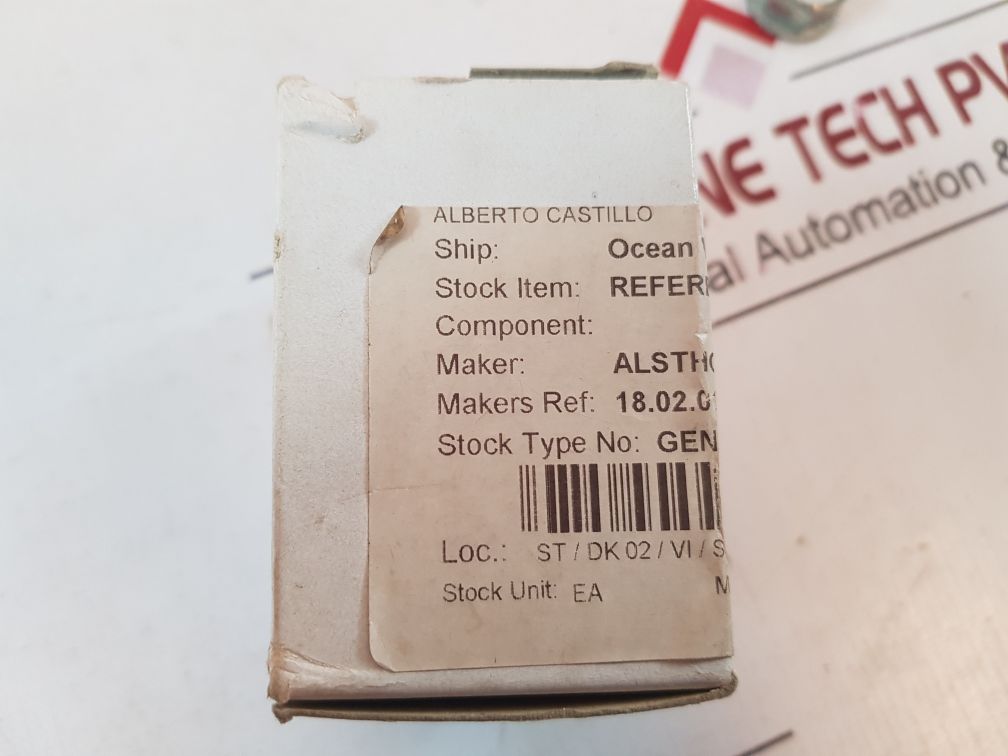 NE TECH PV
al Automation &
ALBERTO CASTILLO
Ship: Ocean
Stock Item: REFER
Component:
Maker: ALSTHO
Makers Ref: 18.02.0
Stock Type No: GEN
Loc.: ST / DK 02 / VI / S
Stock Unit: EA M